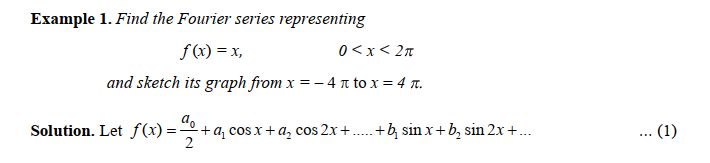 Example 1. Find the Fourier series representing
f (x) = x, 0 < x < 2π
and sketch its graph from x = – 4 π to x = 4 π.
Solution. Let f(x) = a₀/2 + a₁ cos x + a₂ cos 2x + ..... + b₁ sin x + b₂ sin 2x + ... ... (1)